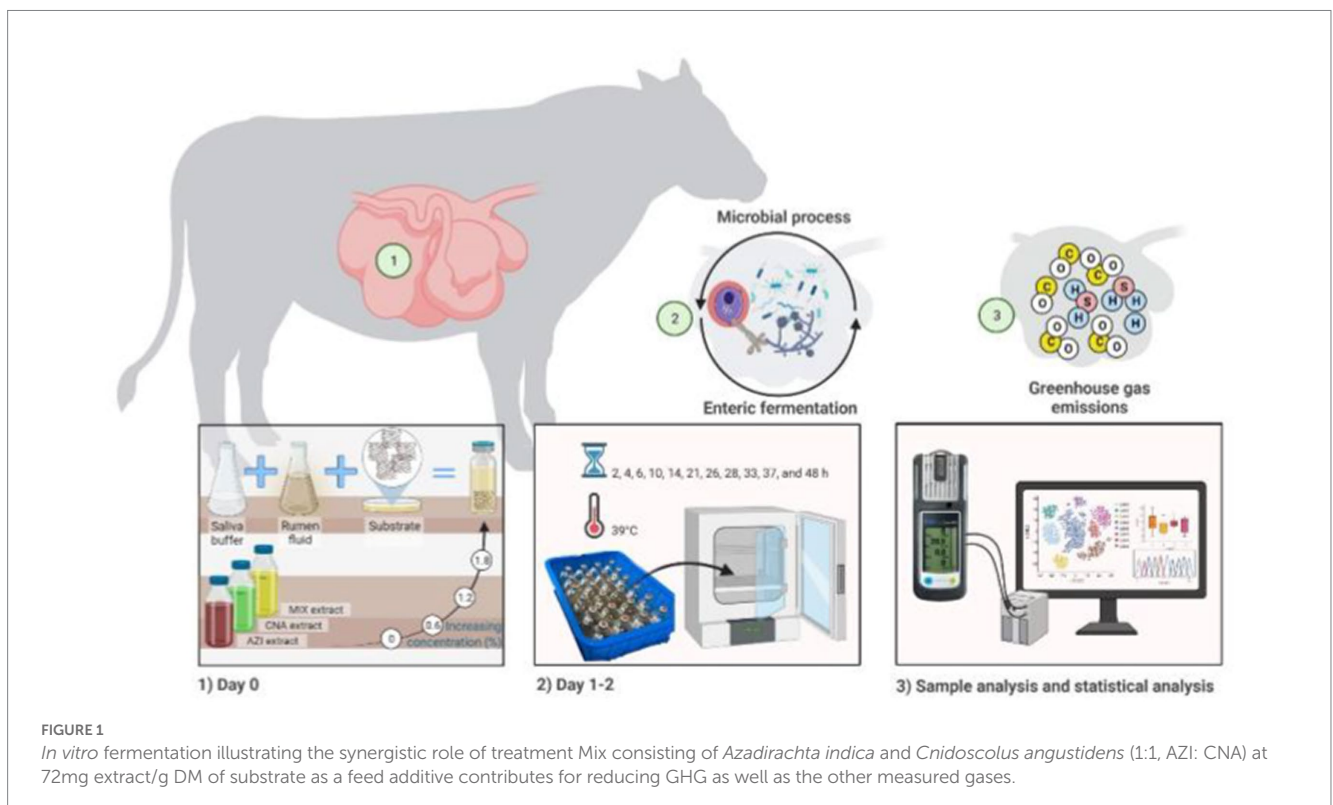 1
Microbial process
2
Enteric fermentation
3
C O O
O C
C H S
O H S H H
H H
O O
C O C O
Greenhouse gas
emissions
Saliva
buffer
Rumen
fluid
Substrate
MIX extract
CNA extract
AZI extract
0
0.6
1.2
1.8
Increasing
concentration (%)
1) Day 0
2, 4, 6, 10, 14, 21, 26, 28, 33, 37, and 48 h
39°C
2) Day 1-2
3) Sample analysis and statistical analysis
FIGURE 1
In vitro fermentation illustrating the synergistic role of treatment Mix consisting of Azadirachta indica and Cnidoscolus angustidens (1:1, AZI: CNA) at
72mg extract/g DM of substrate as a feed additive contributes for reducing GHG as well as the other measured gases.